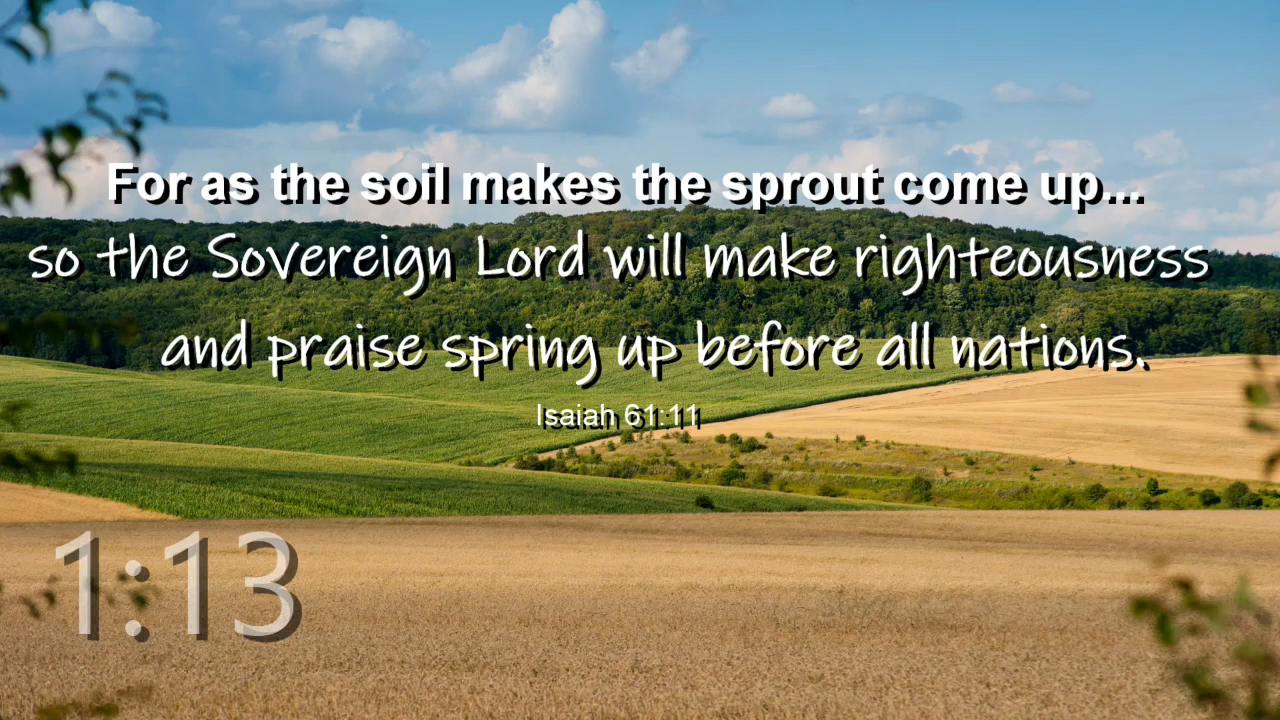 For as the soil makes the sprout come up...
so the Sovereign Lord will make righteousness
and praise spring up before all nations.
Isaiah 61:11
1:13